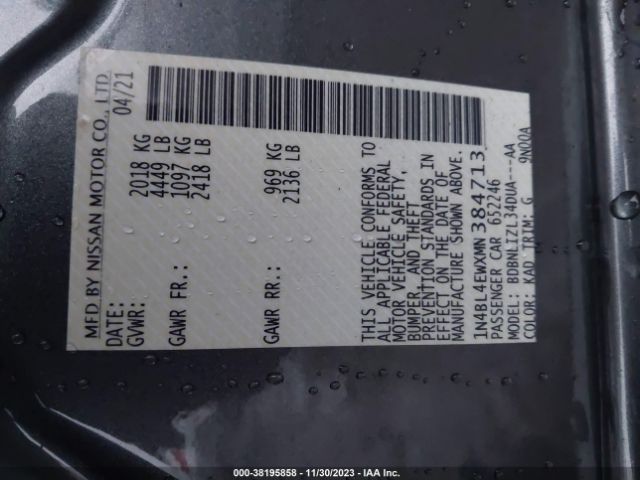 MFD BY NISSAN MOTOR CO., LTD
DATE: 04/21
GVWR: 2018 KG
4449 LB
GAWR FR.: 1097 KG
2418 LB
GAWR RR.: 969 KG
2136 LB
THIS VEHICLE CONFORMS TO
ALL APPLICABLE FEDERAL
MOTOR VEHICLE SAFETY,
BUMPER, AND THEFT
PREVENTION STANDARDS IN
EFFECT ON THE DATE OF
MANUFACTURE SHOWN ABOVE.
1N4BL4EWXMN384713
PASSENGER CAR 652246
MODEL: BDBNLIZL34DUA---AA
COLOR: KAD TRIM: G 9N00A
000-38195858 - 11/30/2023 - IAA Inc.